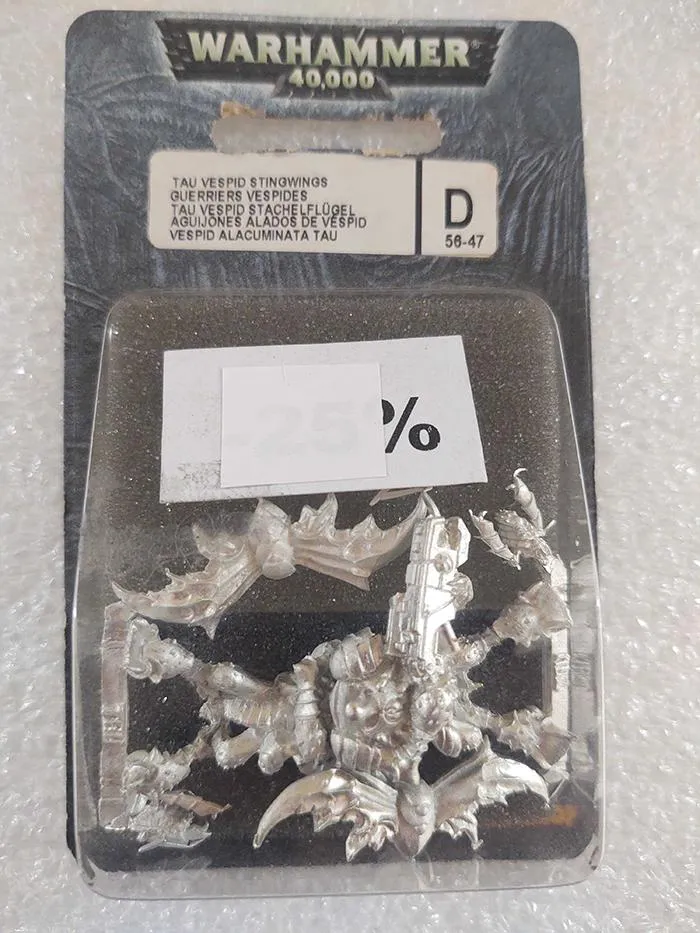 WARHAMMER®
40,000
TAU VESPID STINGWINGS
GUERRIERS VESPIDES
TAU VESPID STACHELFLÜGEL
AGUIJONES ALADOS DE VÉSPID
VESPID ALACUMINATA TAU
D
56-47
-25%